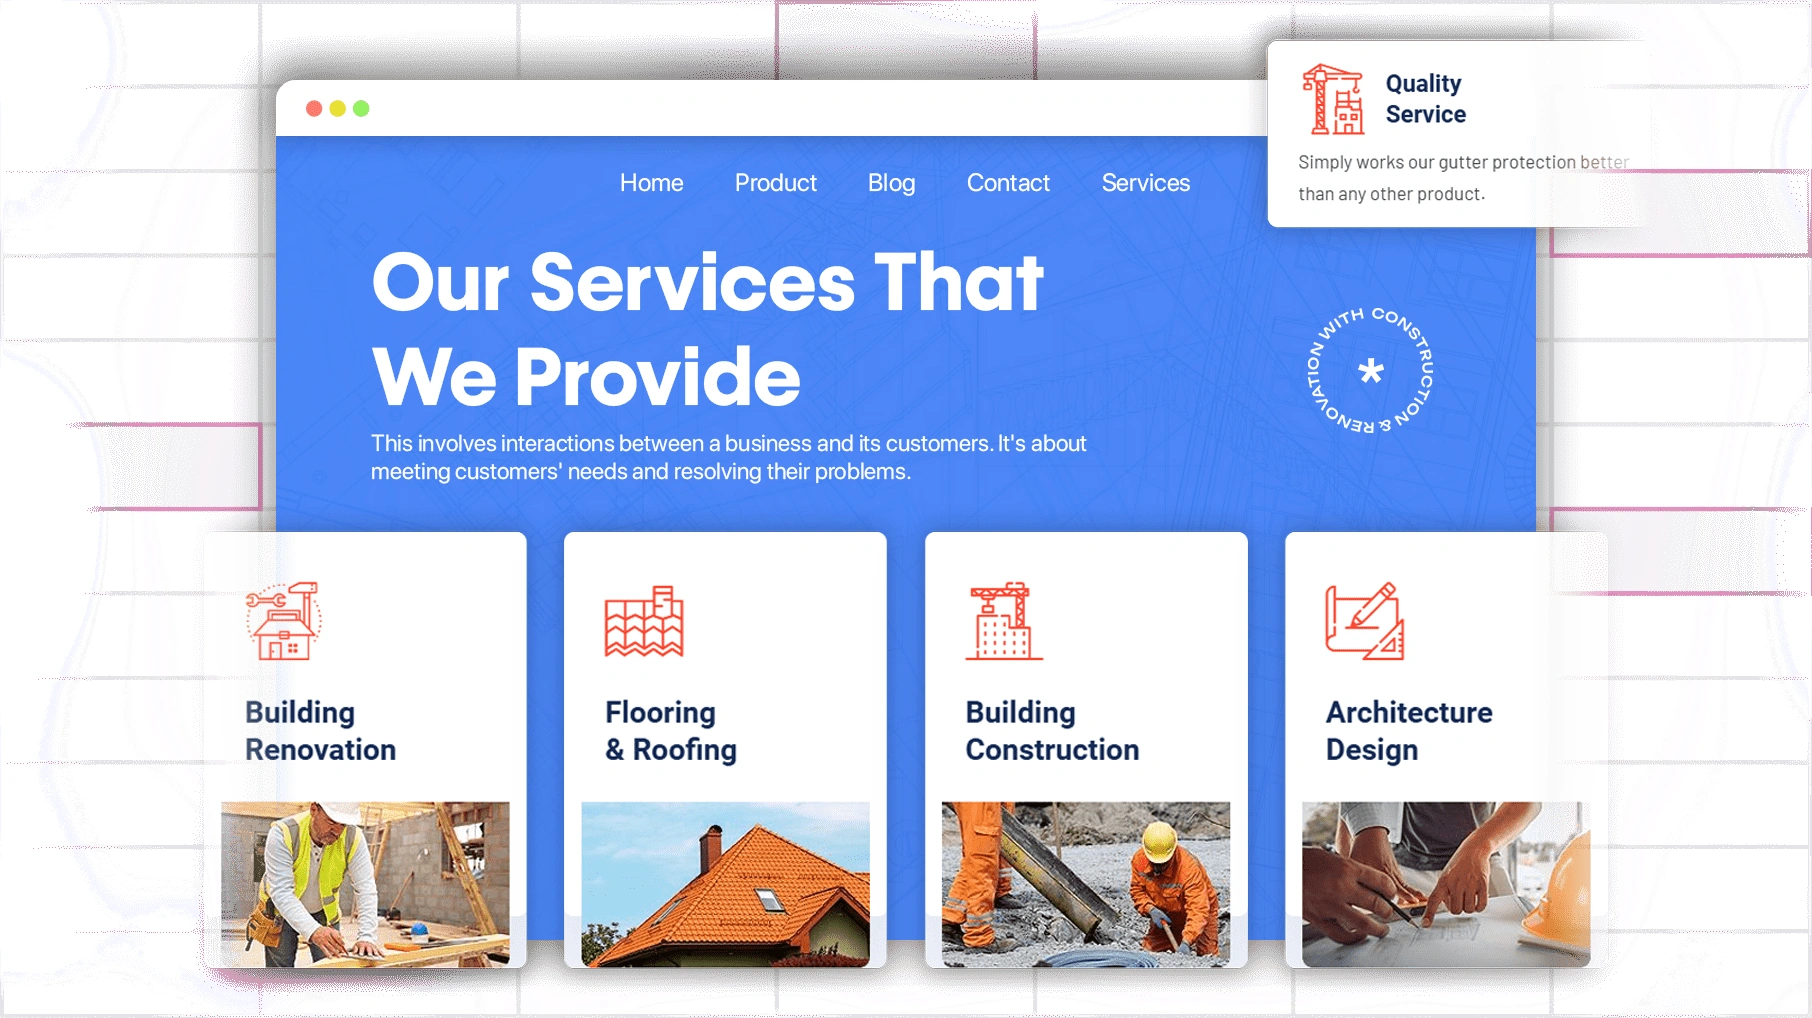 Quality
Service
Simply works our gutter protection better
than any other product.
Home Product Blog Contact Services
Our Services That
We Provide
This involves interactions between a business and its customers. It's about
meeting customers' needs and resolving their problems.
WITH CONSTRUCTION & RENOVATION
*
Building
Renovation
Flooring
& Roofing
Building
Construction
Architecture
Design